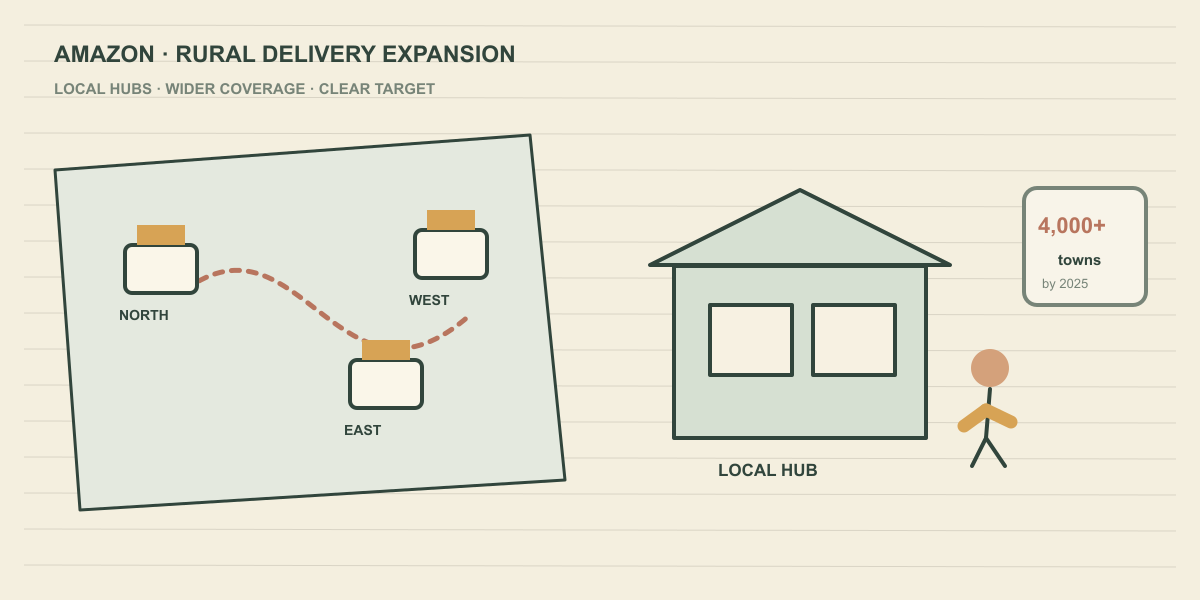 AMAZON · RURAL DELIVERY EXPANSION
LOCAL HUBS · WIDER COVERAGE · CLEAR TARGET
NORTH
WEST
EAST
LOCAL HUB
4,000+
towns
by 2025